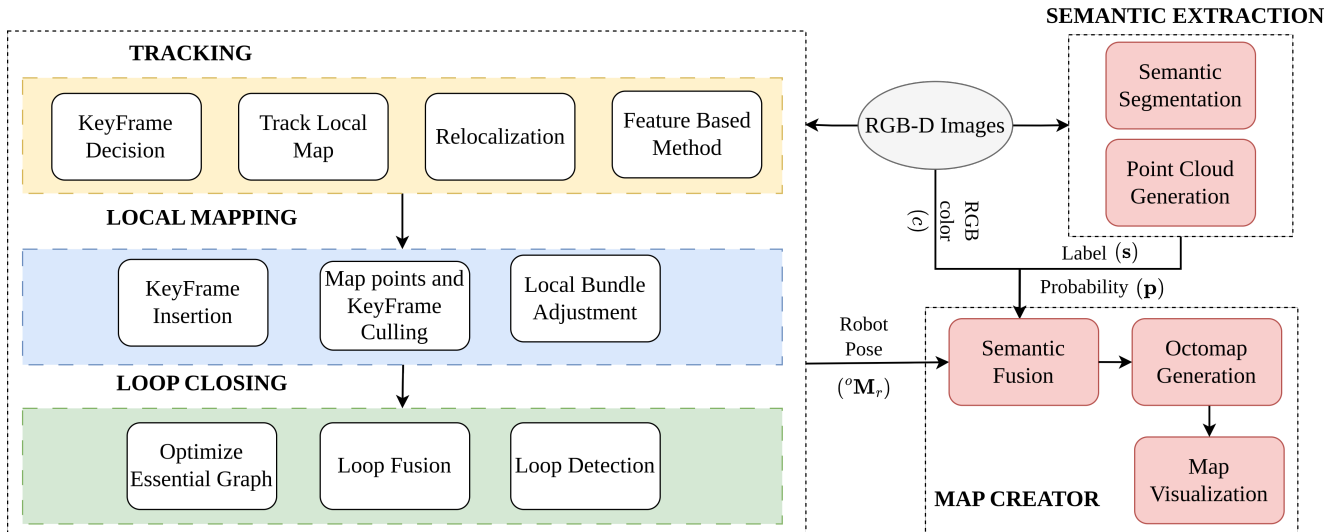 SEMANTIC EXTRACTION
TRACKING
KeyFrame
Decision
Track Local
Map
Relocalization
Feature Based
Method
RGB-D Images
Semantic
Segmentation
Point Cloud
Generation
LOCAL MAPPING
RGB
color
(c)
Label (s)
Probability (p)
KeyFrame
Insertion
Map points and
KeyFrame
Culling
Local Bundle
Adjustment
Robot
Pose
(ᵒMᵣ)
Semantic
Fusion
Octomap
Generation
LOOP CLOSING
Optimize
Essential Graph
Loop Fusion
Loop Detection
MAP CREATOR
Map
Visualization